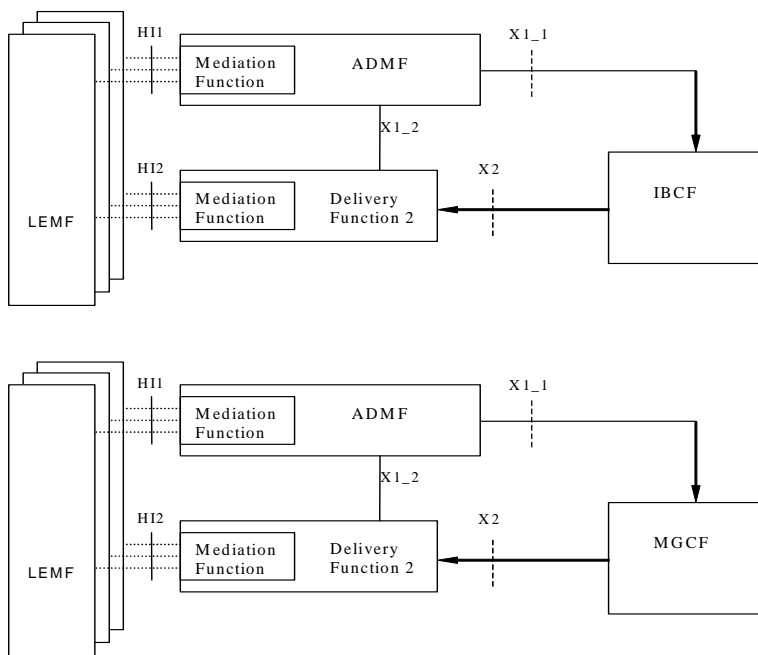 HI1
X1_1
Mediation
Function
ADMF
X1_2
HI2
X2
Mediation
Function
Delivery
Function 2
IBCF
LEMF
HI1
X1_1
Mediation
Function
ADMF
X1_2
HI2
X2
Mediation
Function
Delivery
Function 2
MGCF
LEMF